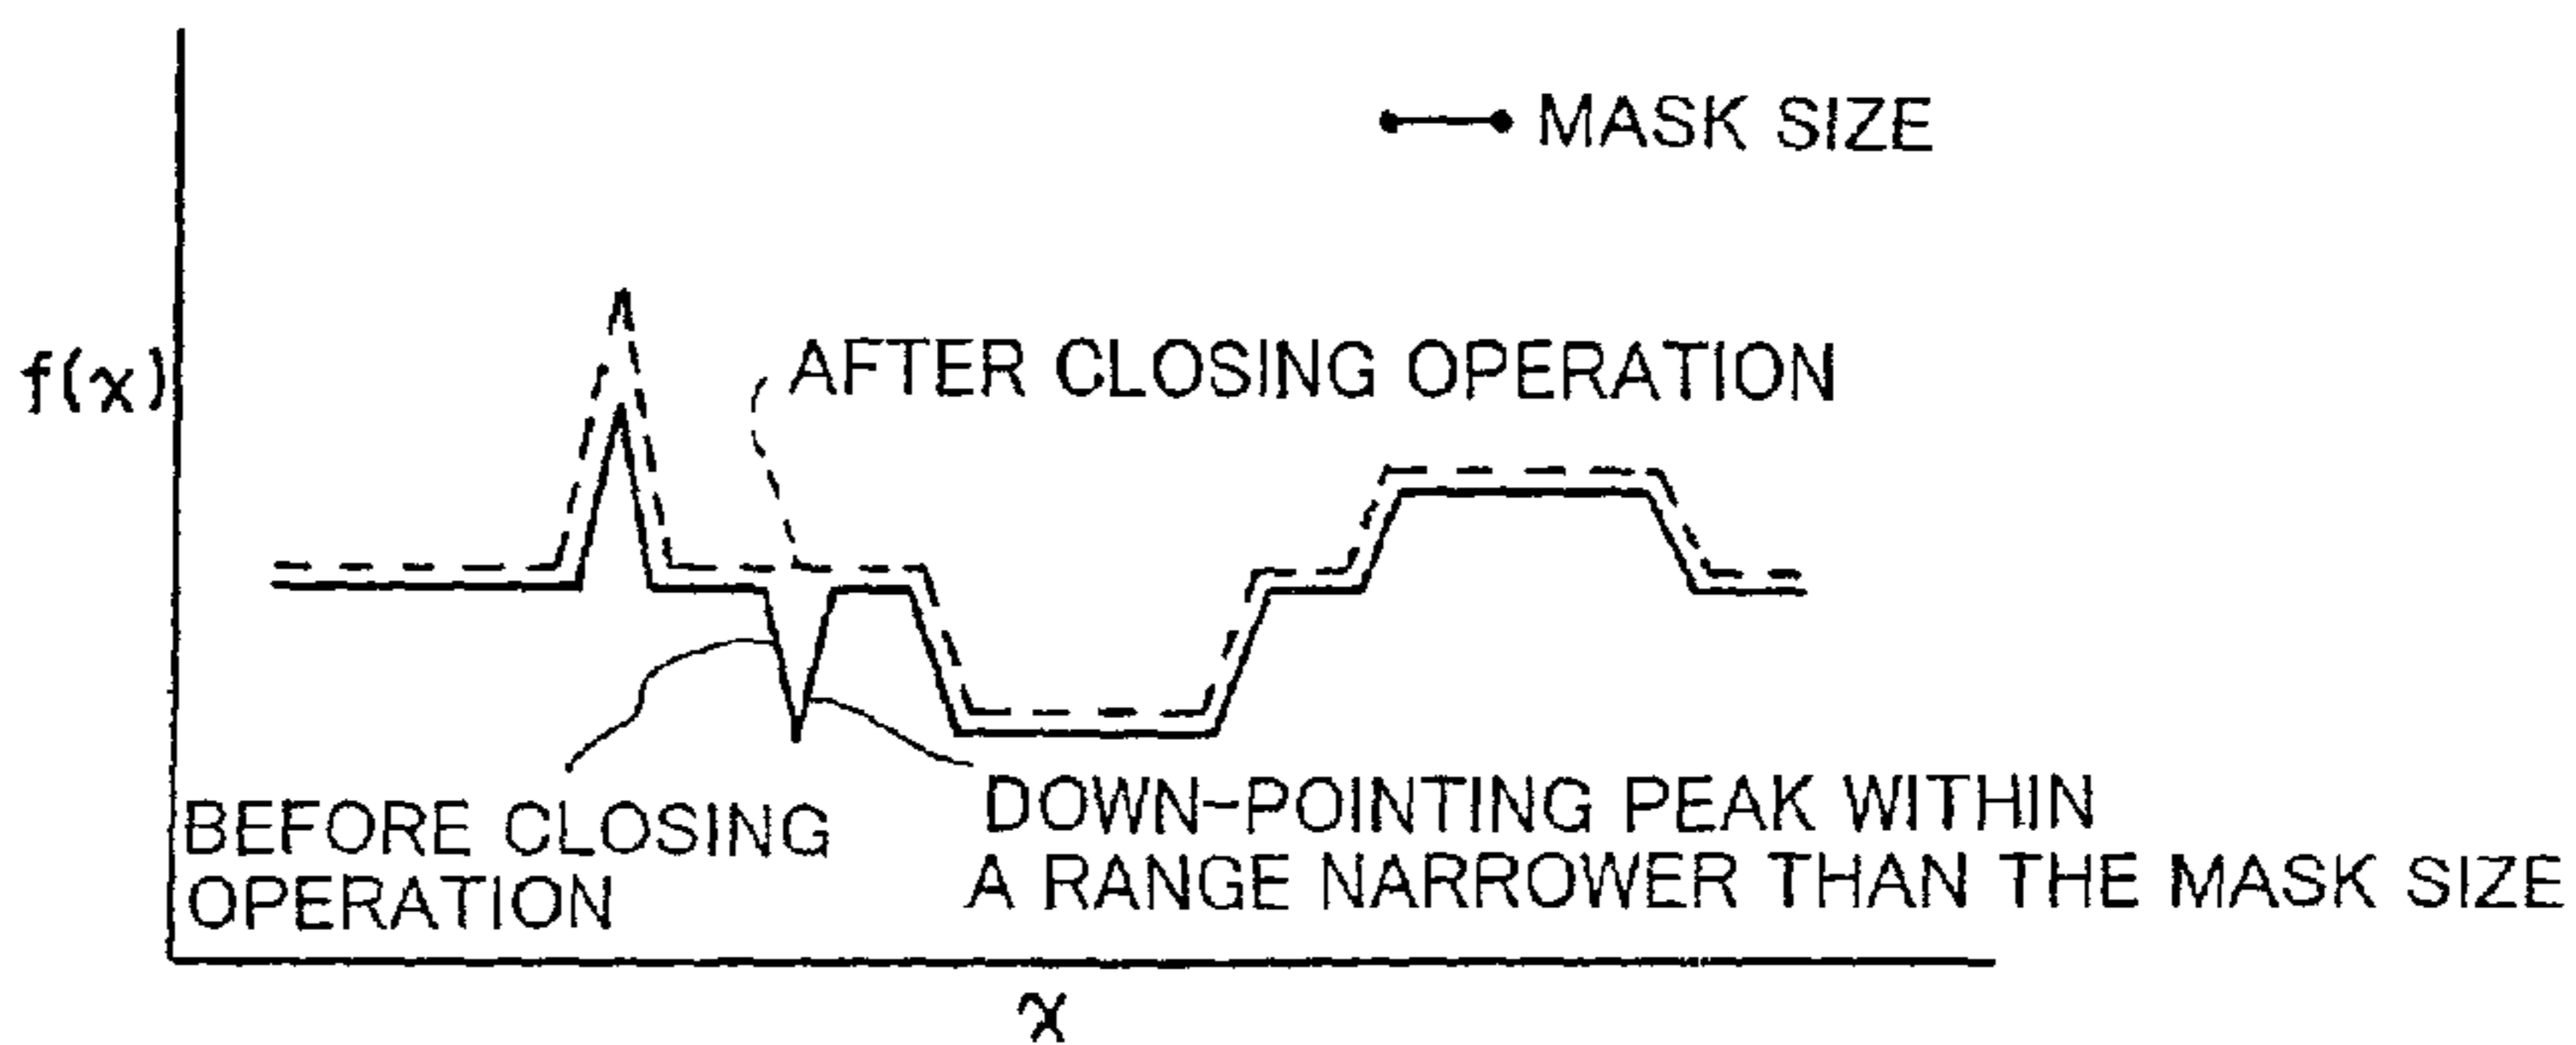 MASK SIZE
f(x)
AFTER CLOSING OPERATION
BEFORE CLOSING
OPERATION
DOWN-POINTING PEAK WITHIN
A RANGE NARROWER THAN THE MASK SIZE
x